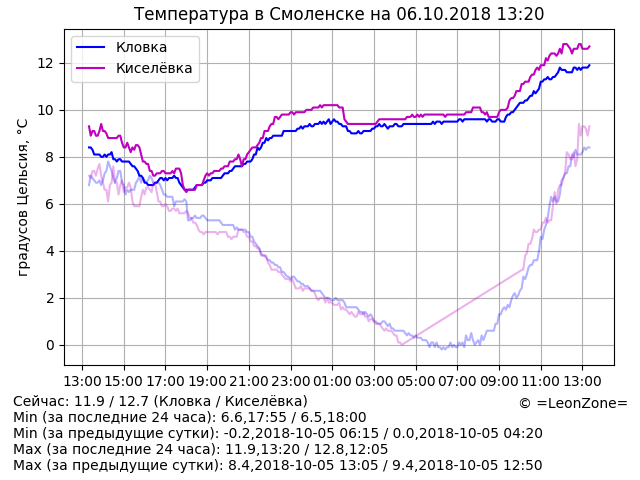 Температура в Смоленске на 06.10.2018 13:20
Кловка
Киселёвка
градусов Цельсия, °C
12
10
8
6
4
2
0
13:00 15:00 17:00 19:00 21:00 23:00 01:00 03:00 05:00 07:00 09:00 11:00 13:00
Сейчас: 11.9 / 12.7 (Кловка / Киселёвка)
© =LeonZone=
Min (за последние 24 часа): 6.6,17:55 / 6.5,18:00
Min (за предыдущие сутки): -0.2,2018-10-05 06:15 / 0.0,2018-10-05 04:20
Max (за последние 24 часа): 11.9,13:20 / 12.8,12:05
Max (за предыдущие сутки): 8.4,2018-10-05 13:05 / 9.4,2018-10-05 12:50